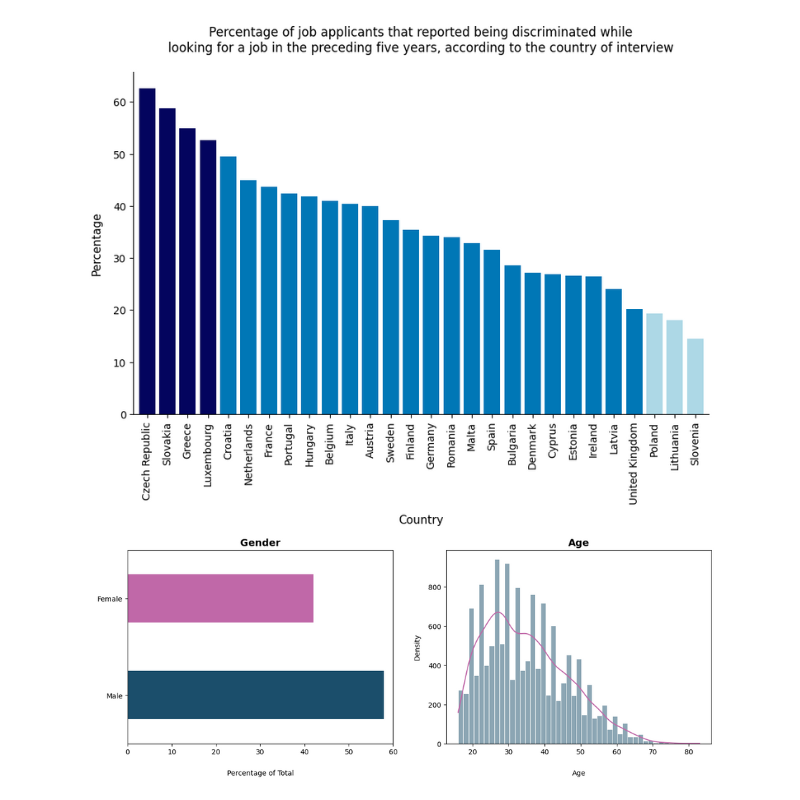 Percentage of job applicants that reported being discriminated while
looking for a job in the preceding five years, according to the country of interview
Percentage
60
50
40
30
20
10
0
Czech Republic
Slovakia
Greece
Luxembourg
Croatia
Netherlands
France
Portugal
Hungary
Belgium
Italy
Austria
Sweden
Finland
Germany
Romania
Malta
Spain
Bulgaria
Denmark
Cyprus
Estonia
Ireland
Latvia
United Kingdom
Poland
Lithuania
Slovenia
Country
Gender
Female
Male
0 10 20 30 40 50 60
Percentage of Total
Age
Density
800
600
400
200
0
20 30 40 50 60 70 80
Age